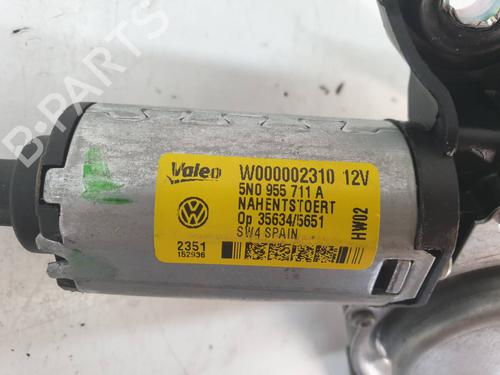 B-PARTS
Valeo
W000002310 12V
5N0 955 711 A
NAHENTSTOERT
Op 35634/5651
SW4 SPAIN
HW02
2351
152936